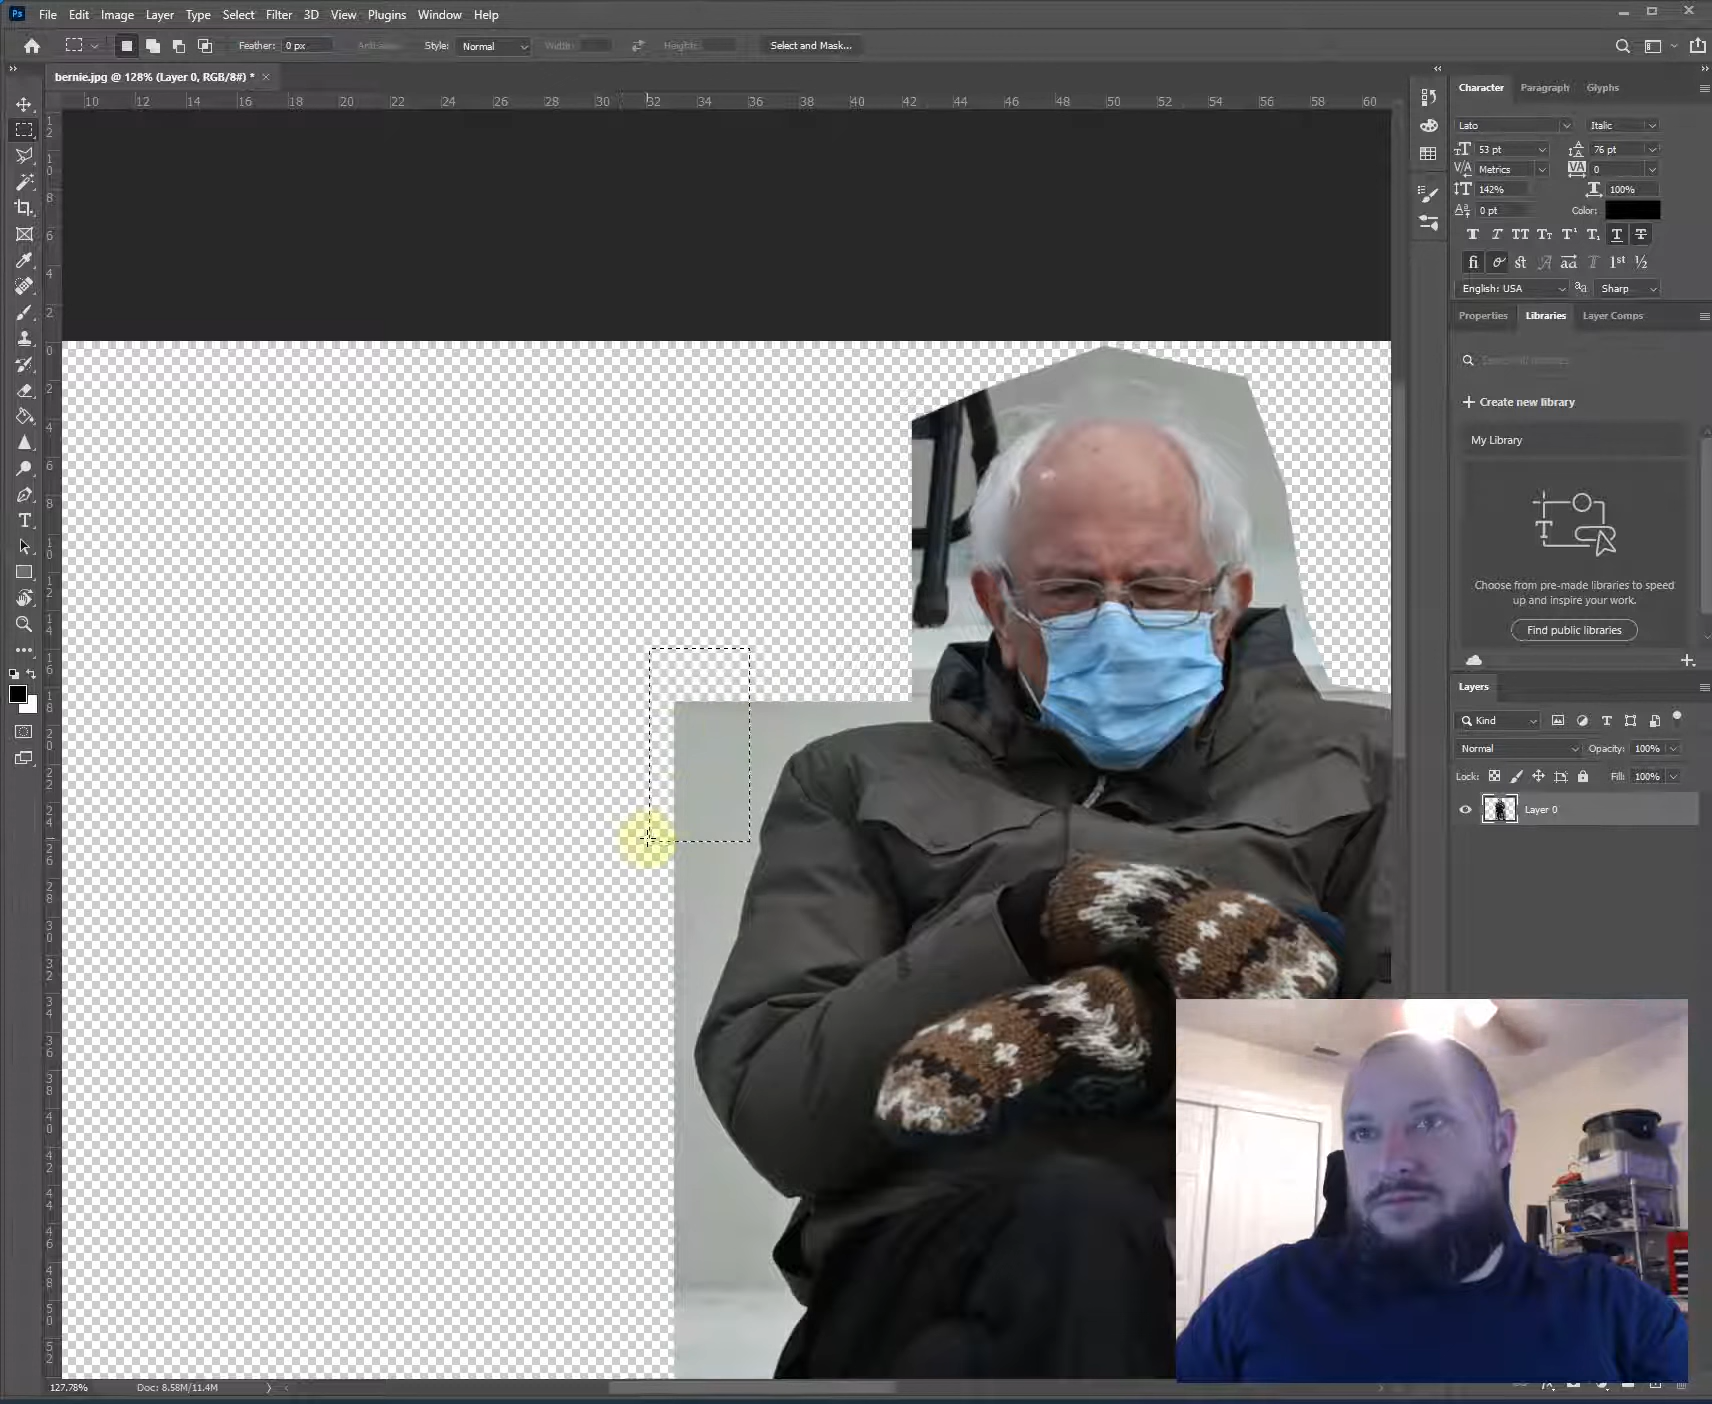 Ps File Edit Image Layer Type Select Filter 3D View Plugins Window Help
Feather: 0 px Style: Normal Width: Height: Select and Mask...
bernie.jpg @ 128% (Layer 0, RGB/8#) *
10 12 14 16 18 20 22 24 26 28 30 32 34 36 38 40 42 44 46 48 50 52 54 56 58 60
Character Paragraph Glyphs
Lato Italic
53 pt 76 pt
Metrics 0
142% 100%
0 pt Color:
English: USA Sharp
Properties Libraries Layer Comps
+ Create new library
My Library
Choose from pre-made libraries to speed
up and inspire your work.
Find public libraries
Layers
Kind
Normal Opacity: 100%
Lock: Fill: 100%
Layer 0
127.78% Doc: 8.58M/11.4M